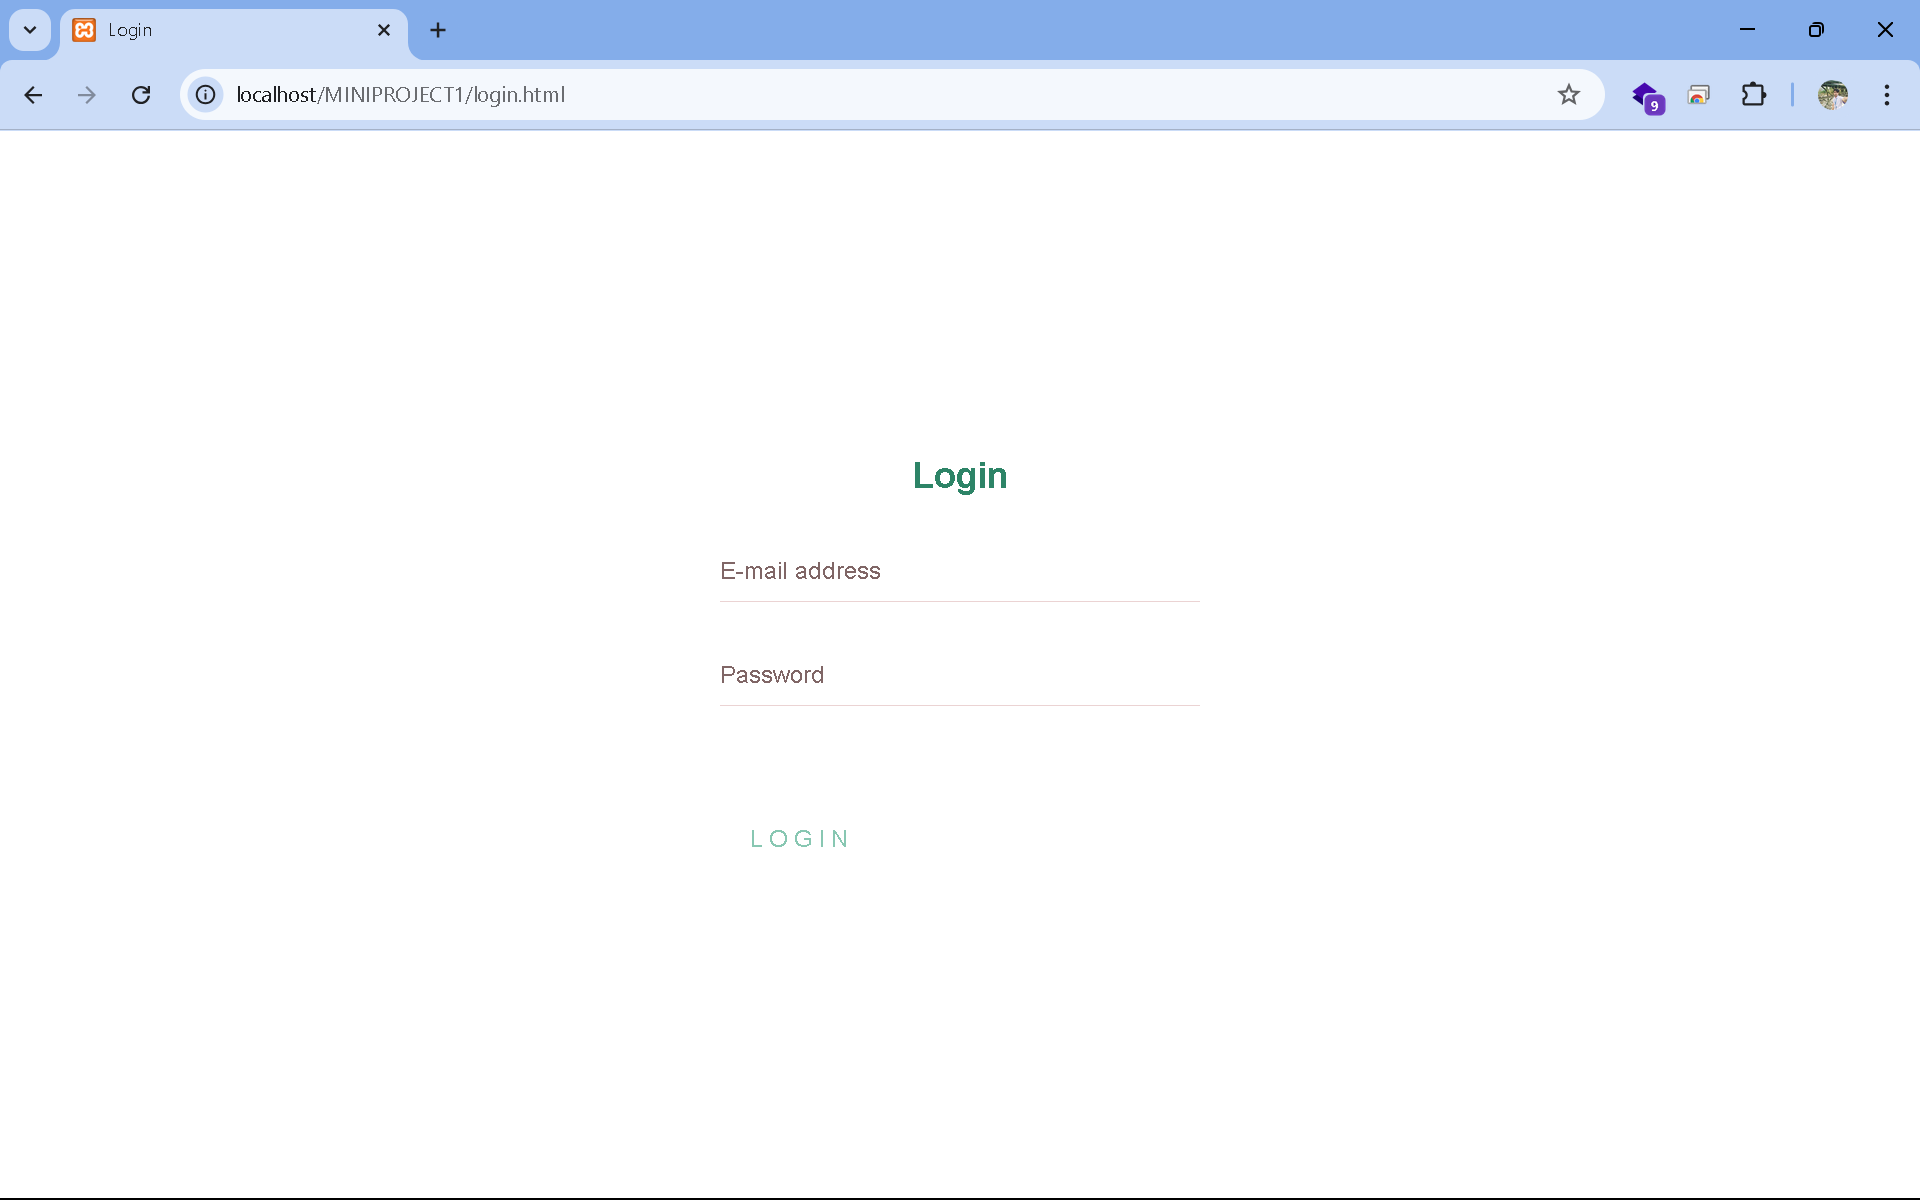 Login
localhost/MINIPROJECT1/login.html
9
Login
E-mail address
Password
LOGIN